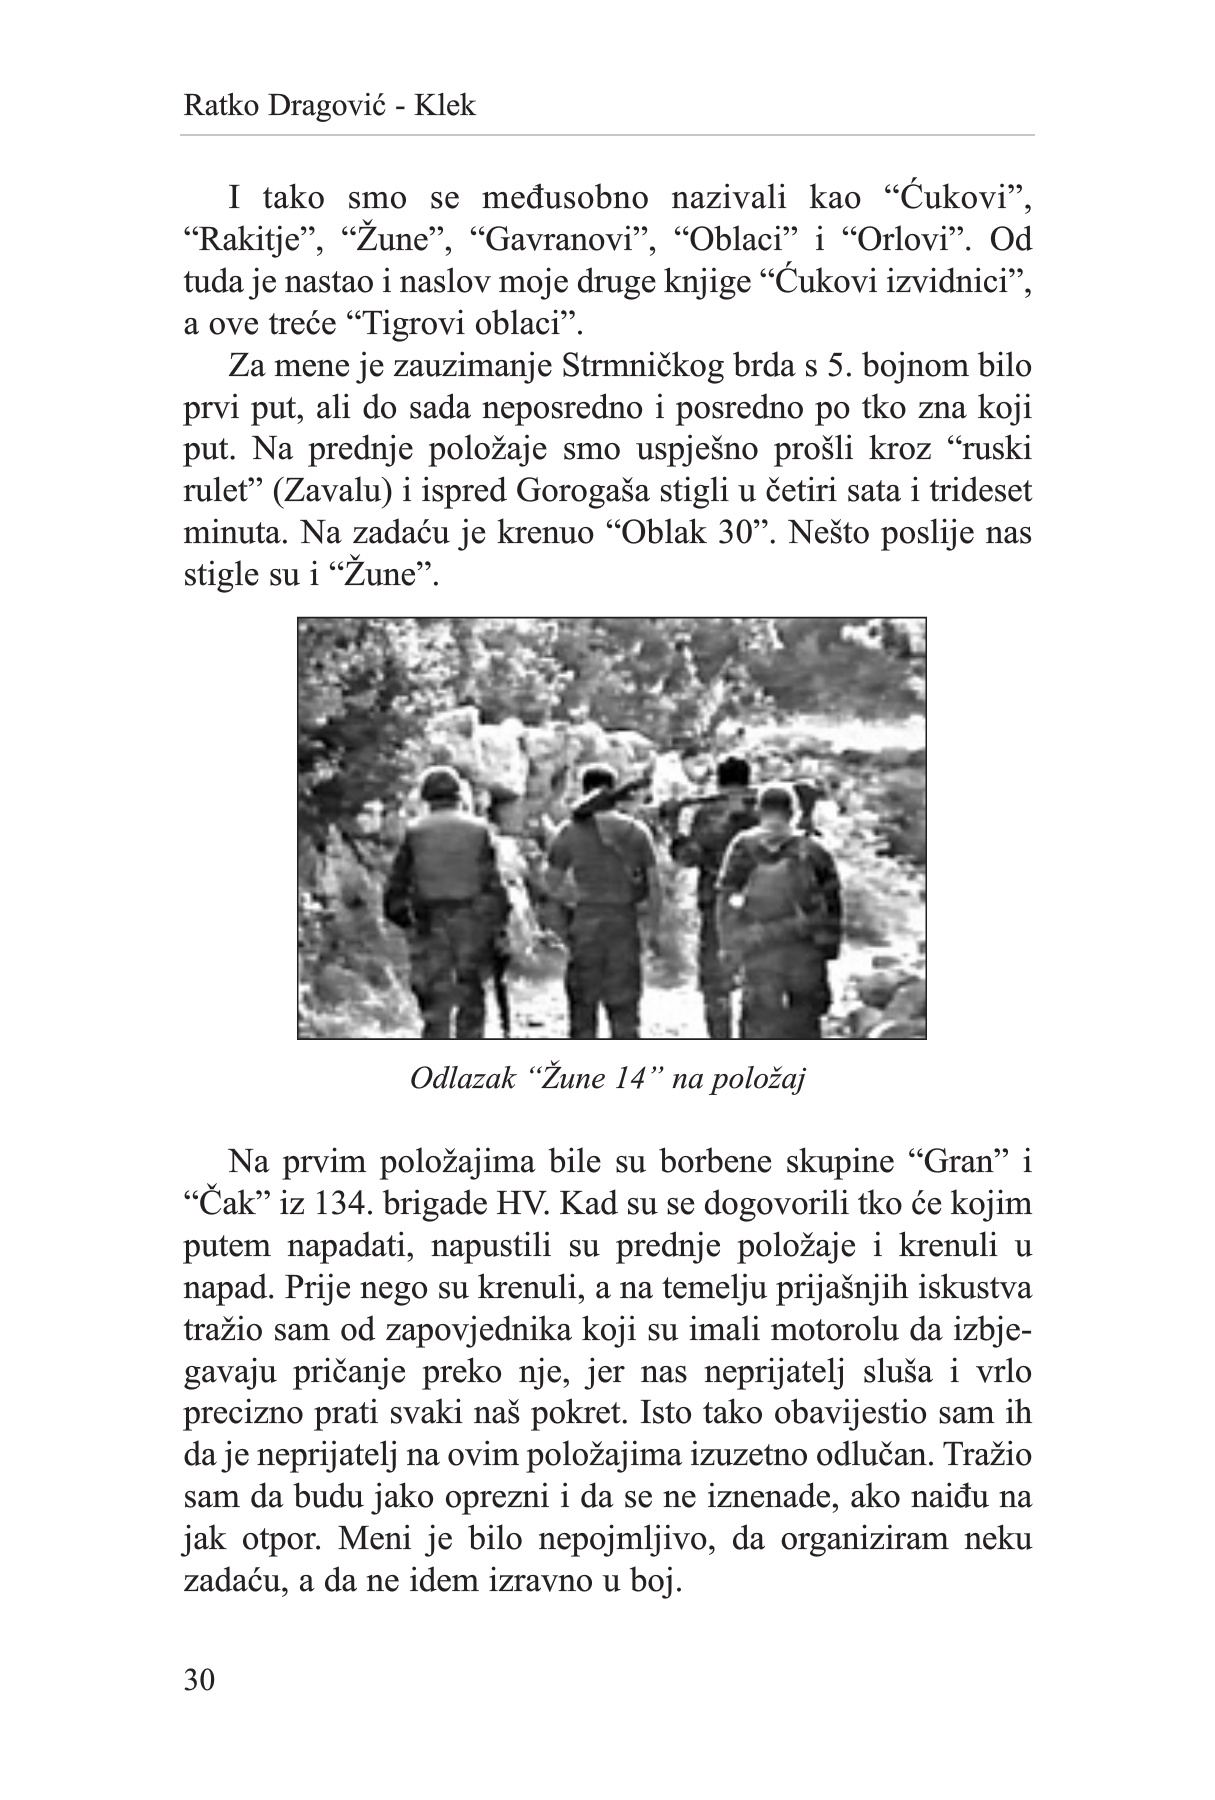 Ratko Dragović - Klek
I tako smo se međusobno nazivali kao “Ćukovi”,
“Rakitje”, “Žune”, “Gavranovi”, “Oblaci” i “Orlovi”. Od
tuda je nastao i naslov moje druge knjige “Ćukovi izvidnici”,
a ove treće “Tigrovi oblaci”.
Za mene je zauzimanje Strmničkog brda s 5. bojnom bilo
prvi put, ali do sada neposredno i posredno po tko zna koji
put. Na prednje položaje smo uspješno prošli kroz “ruski
rulet” (Zavalu) i ispred Gorogaša stigli u četiri sata i trideset
minuta. Na zadaću je krenuo “Oblak 30”. Nešto poslije nas
stigle su i “Žune”.
Odlazak “Žune 14” na položaj
Na prvim položajima bile su borbene skupine “Gran” i
“Čak” iz 134. brigade HV. Kad su se dogovorili tko će kojim
putem napadati, napustili su prednje položaje i krenuli u
napad. Prije nego su krenuli, a na temelju prijašnjih iskustva
tražio sam od zapovjednika koji su imali motorolu da izbje-
gavaju pričanje preko nje, jer nas neprijatelj sluša i vrlo
precizno prati svaki naš pokret. Isto tako obavijestio sam ih
da je neprijatelj na ovim položajima izuzetno odlučan. Tražio
sam da budu jako oprezni i da se ne iznenade, ako naiđu na
jak otpor. Meni je bilo nepojmljivo, da organiziram neku
zadaću, a da ne idem izravno u boj.
30